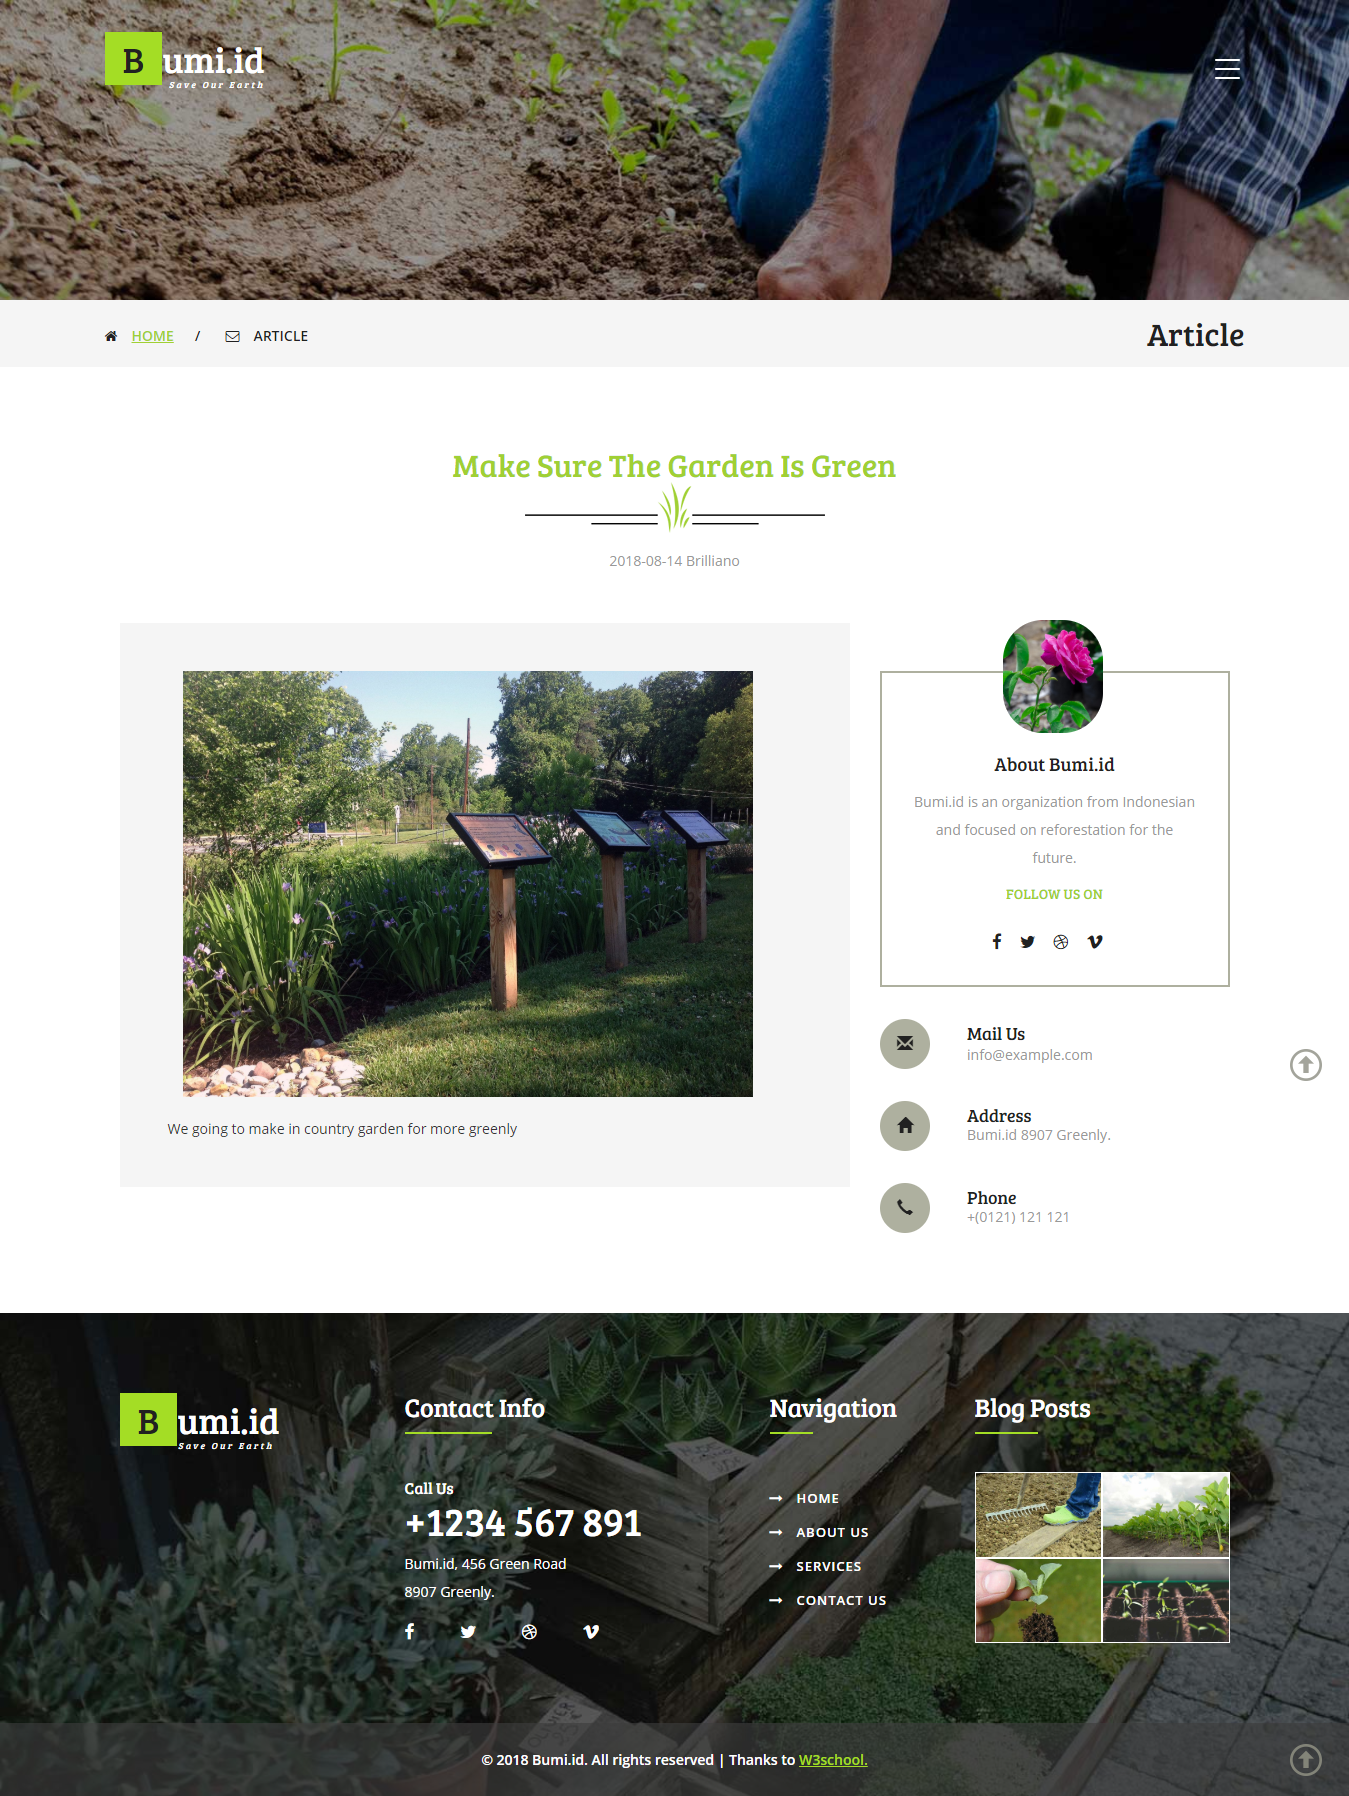 Bumi.id
Save Our Earth
HOME / ARTICLE
Article
Make Sure The Garden Is Green
2018-08-14 Brilliano
We going to make in country garden for more greenly
About Bumi.id
Bumi.id is an organization from Indonesian
and focused on reforestation for the
future.
FOLLOW US ON
Mail Us
info@example.com
Address
Bumi.id 8907 Greenly.
Phone
+(0121) 121 121
Bumi.id
Save Our Earth
Contact Info
Call Us
+1234 567 891
Bumi.id, 456 Green Road
8907 Greenly.
Navigation
HOME
ABOUT US
SERVICES
CONTACT US
Blog Posts
© 2018 Bumi.id. All rights reserved | Thanks to W3school.